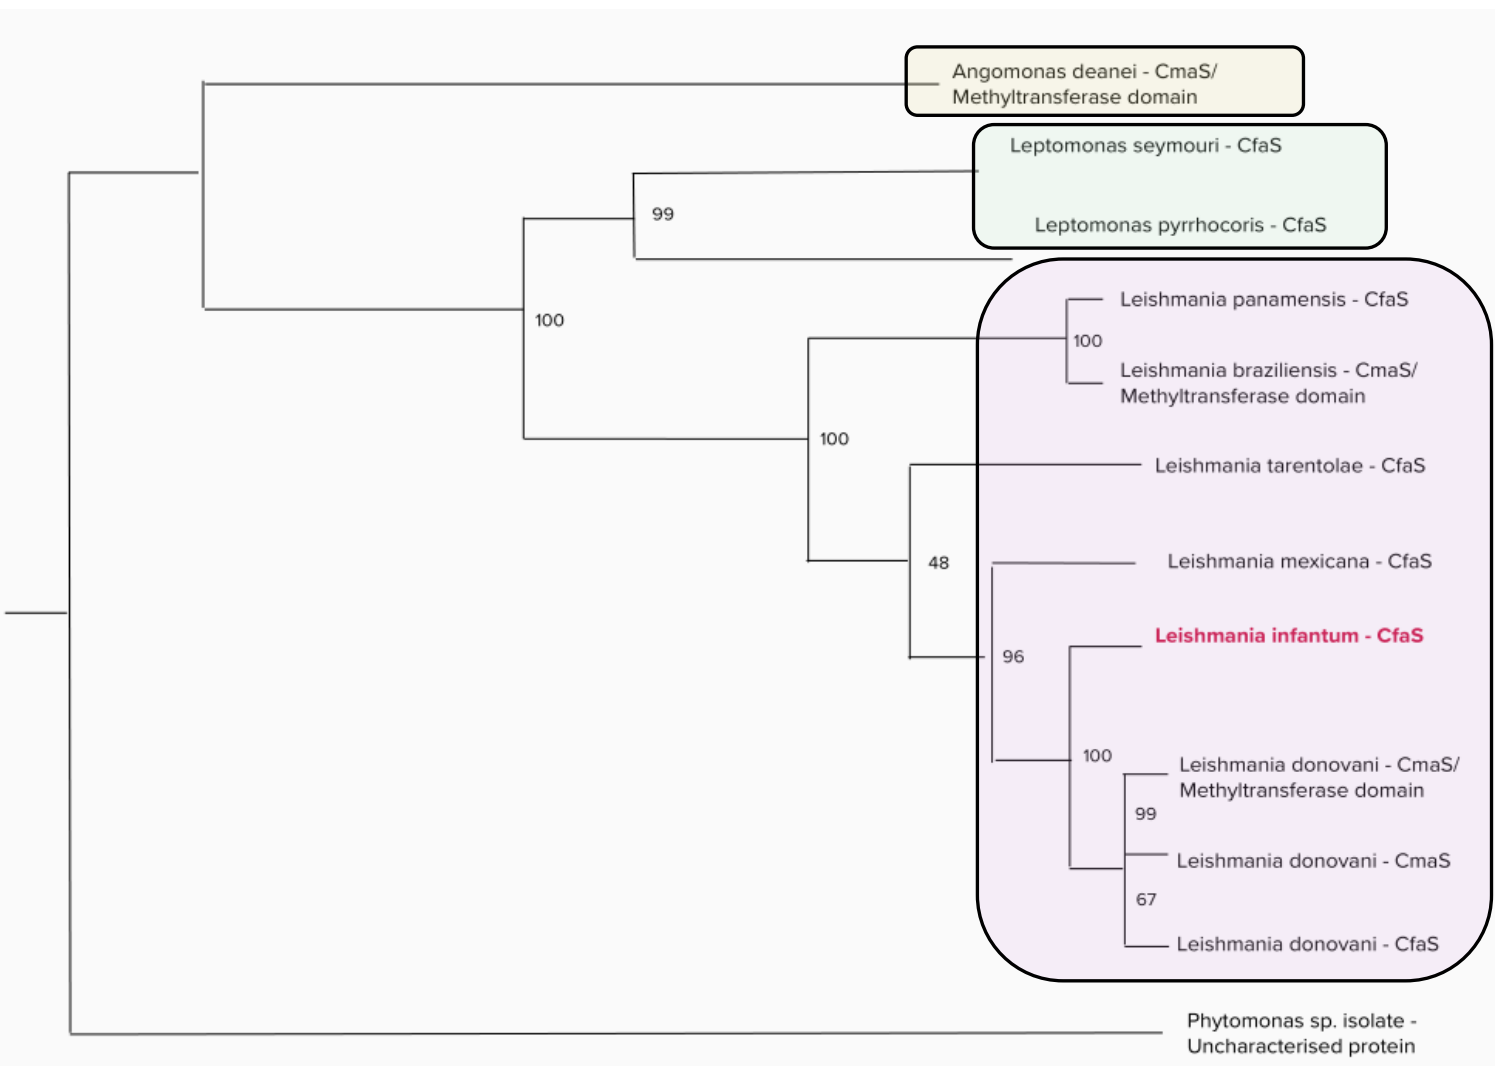 Angomonas deanei - CmaS/
Methyltransferase domain
Leptomonas seymouri - CfaS
99
Leptomonas pyrrhocoris - CfaS
Leishmania panamensis - CfaS
100
100
Leishmania braziliensis - CmaS/
Methyltransferase domain
100
Leishmania tarentolae - CfaS
48
Leishmania mexicana - CfaS
Leishmania infantum - CfaS
96
100
Leishmania donovani - CmaS/
Methyltransferase domain
99
Leishmania donovani - CmaS
67
Leishmania donovani - CfaS
Phytomonas sp. isolate -
Uncharacterised protein